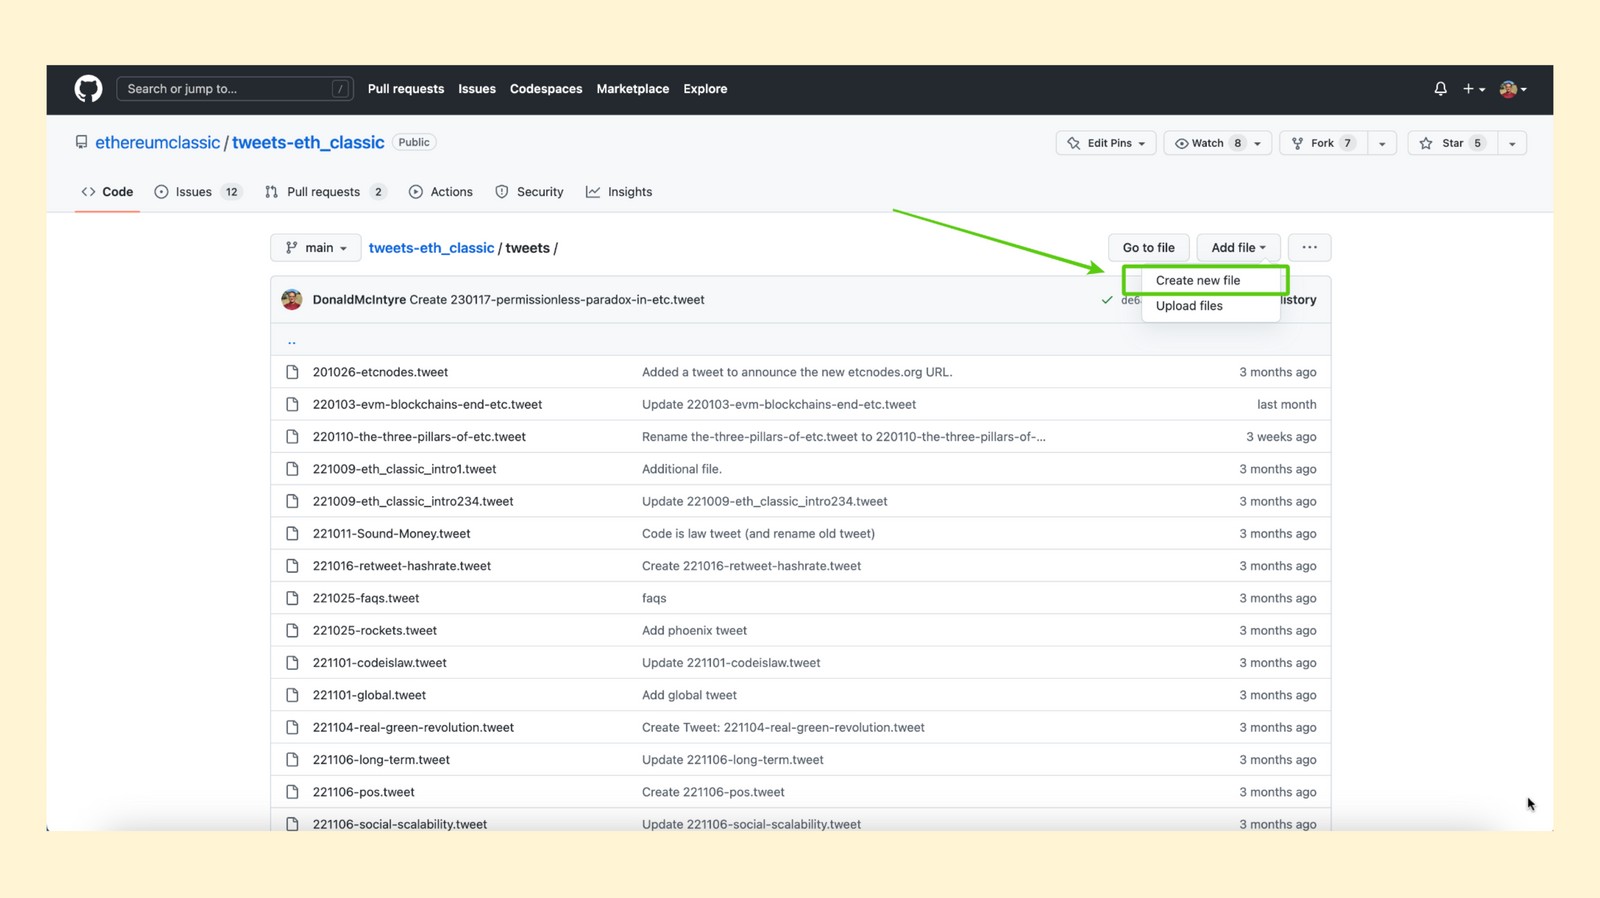 Search or jump to... /
Pull requests Issues Codespaces Marketplace Explore
ethereumclassic / tweets-eth_classic Public
Edit Pins Watch 8 Fork 7 Star 5
Code Issues 12 Pull requests 2 Actions Security Insights
main tweets-eth_classic / tweets /
Go to file Add file ...
Create new file
Upload files
DonaldMcIntyre Create 230117-permissionless-paradox-in-etc.tweet
..
201026-etcnodes.tweet Added a tweet to announce the new etcnodes.org URL. 3 months ago
220103-evm-blockchains-end-etc.tweet Update 220103-evm-blockchains-end-etc.tweet last month
220110-the-three-pillars-of-etc.tweet Rename the-three-pillars-of-etc.tweet to 220110-the-three-pillars-of-... 3 weeks ago
221009-eth_classic_intro1.tweet Additional file. 3 months ago
221009-eth_classic_intro234.tweet Update 221009-eth_classic_intro234.tweet 3 months ago
221011-Sound-Money.tweet Code is law tweet (and rename old tweet) 3 months ago
221016-retweet-hashrate.tweet Create 221016-retweet-hashrate.tweet 3 months ago
221025-faqs.tweet faqs 3 months ago
221025-rockets.tweet Add phoenix tweet 3 months ago
221101-codeislaw.tweet Update 221101-codeislaw.tweet 3 months ago
221101-global.tweet Add global tweet 3 months ago
221104-real-green-revolution.tweet Create Tweet: 221104-real-green-revolution.tweet 3 months ago
221106-long-term.tweet Update 221106-long-term.tweet 3 months ago
221106-pos.tweet Create 221106-pos.tweet 3 months ago
221106-social-scalability.tweet Update 221106-social-scalability.tweet 3 months ago